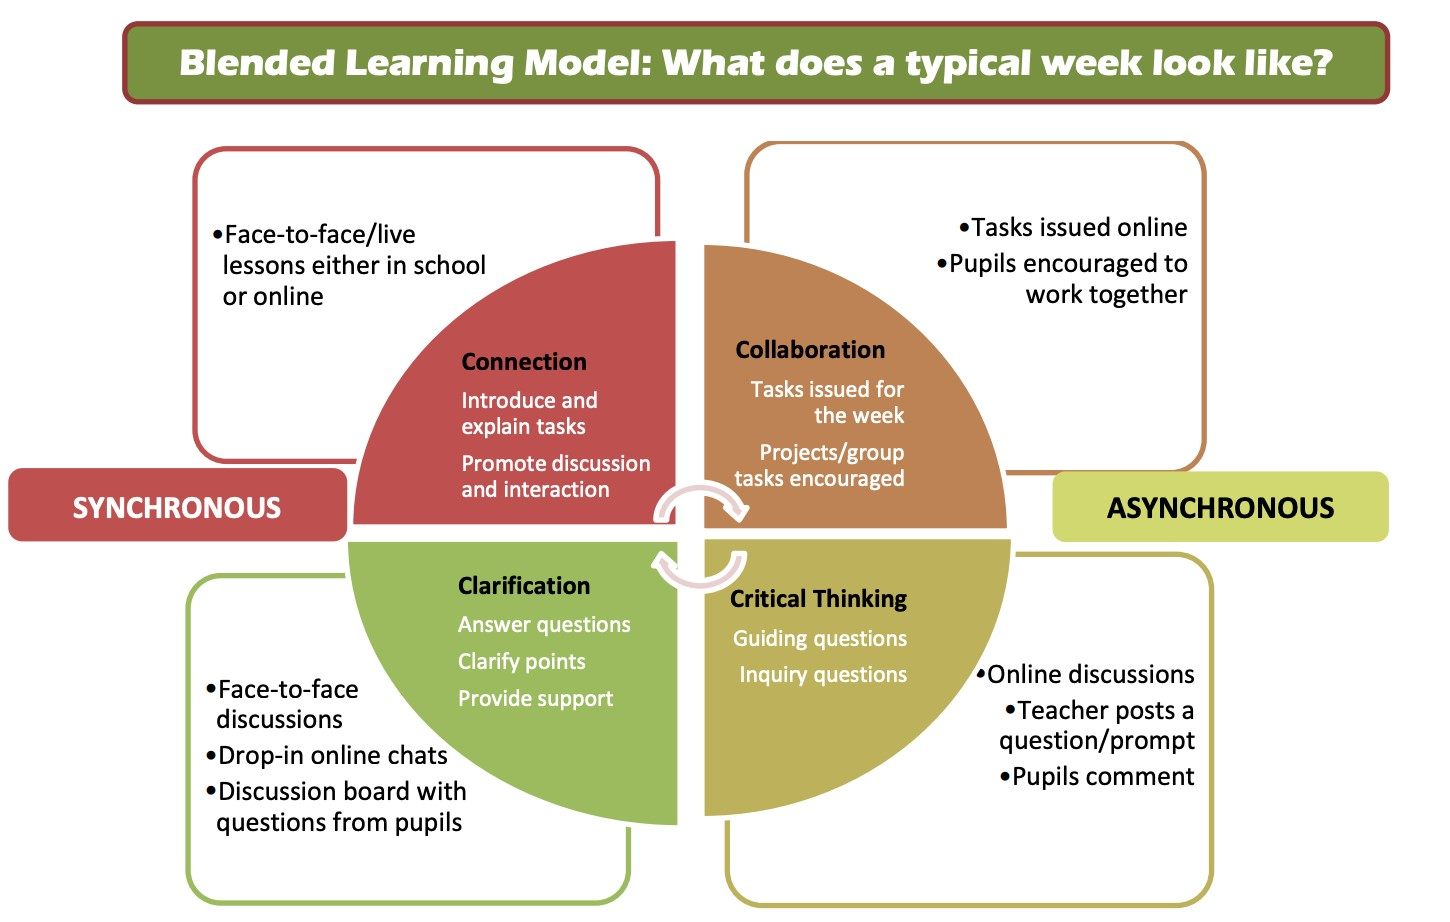 Blended Learning Model: What does a typical week look like?
•Face-to-face/live
lessons either in school
or online
Connection
Introduce and
explain tasks
Promote discussion
and interaction
•Tasks issued online
•Pupils encouraged to
work together
Collaboration
Tasks issued for
the week
Projects/group
tasks encouraged
SYNCHRONOUS
ASYNCHRONOUS
Clarification
Answer questions
Clarify points
Provide support
•Face-to-face
discussions
•Drop-in online chats
•Discussion board with
questions from pupils
Critical Thinking
Guiding questions
Inquiry questions
•Online discussions
•Teacher posts a
question/prompt
•Pupils comment